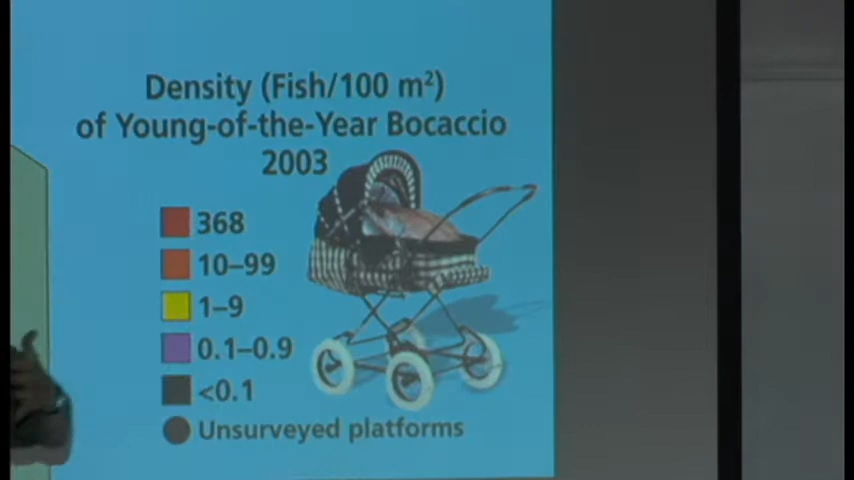 Density (Fish/100 m²)
of Young-of-the-Year Bocaccio
2003
368
10–99
1–9
0.1–0.9
<0.1
Unsurveyed platforms